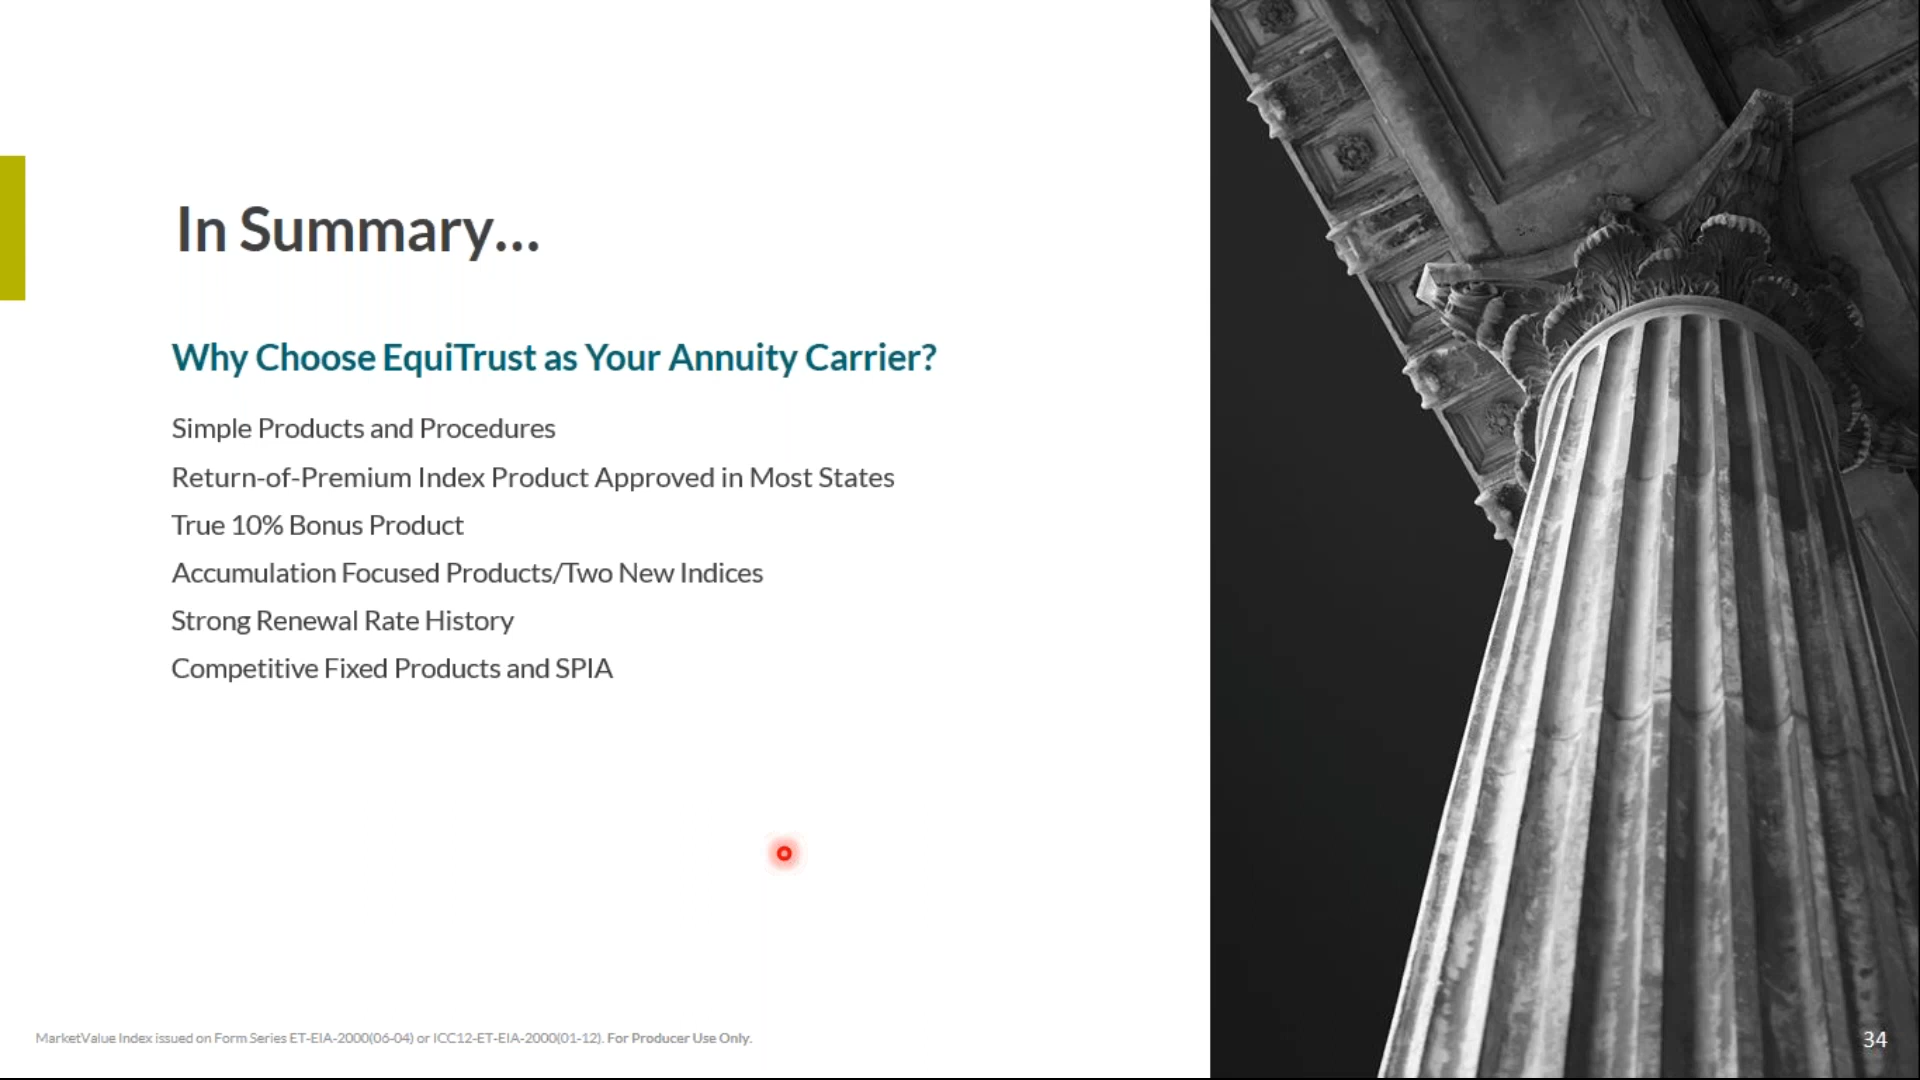 In Summary...
Why Choose EquiTrust as Your Annuity Carrier?
Simple Products and Procedures
Return-of-Premium Index Product Approved in Most States
True 10% Bonus Product
Accumulation Focused Products/Two New Indices
Strong Renewal Rate History
Competitive Fixed Products and SPIA
MarketValue Index issued on Form Series ET-EIA-2000(06-04) or ICC12-ET-EIA-2000(01-12). For Producer Use Only.
34